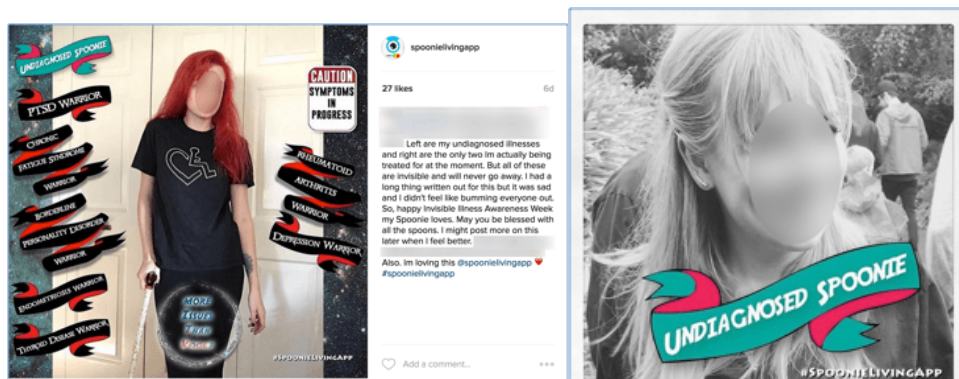 UNDIAGNOSED SPOONIE
PTSD WARRIOR
CHRONIC
FATIGUE SYNDROME
WARRIOR
BORDERLINE
PERSONALITY DISORDER
WARRIOR
ENDOMETRIOSIS WARRIOR
THYROID DISEASE WARRIOR
CAUTION
SYMPTOMS
IN
PROGRESS
RHEUMATOID
ARTHRITIS
WARRIOR
DEPRESSION WARRIOR
MORE
ISSUES
THAN
VOGUE
#SPOONIELIVINGAPP
spoonielivingapp
27 likes 6d
Left are my undiagnosed illnesses
and right are the only two Im actually being
treated for at the moment. But all of these
are invisible and will never go away. I had a
long thing written out for this but it was sad
and I didn't feel like bumming everyone out.
So, happy Invisible Illness Awareness Week
my Spoonie loves. May you be blessed with
all the spoons. I might post more on this
later when I feel better.
Also. Im loving this @spoonielivingapp
#spoonielivingapp
Add a comment...
UNDIAGNOSED SPOONIE
#SPOONIELIVINGAPP